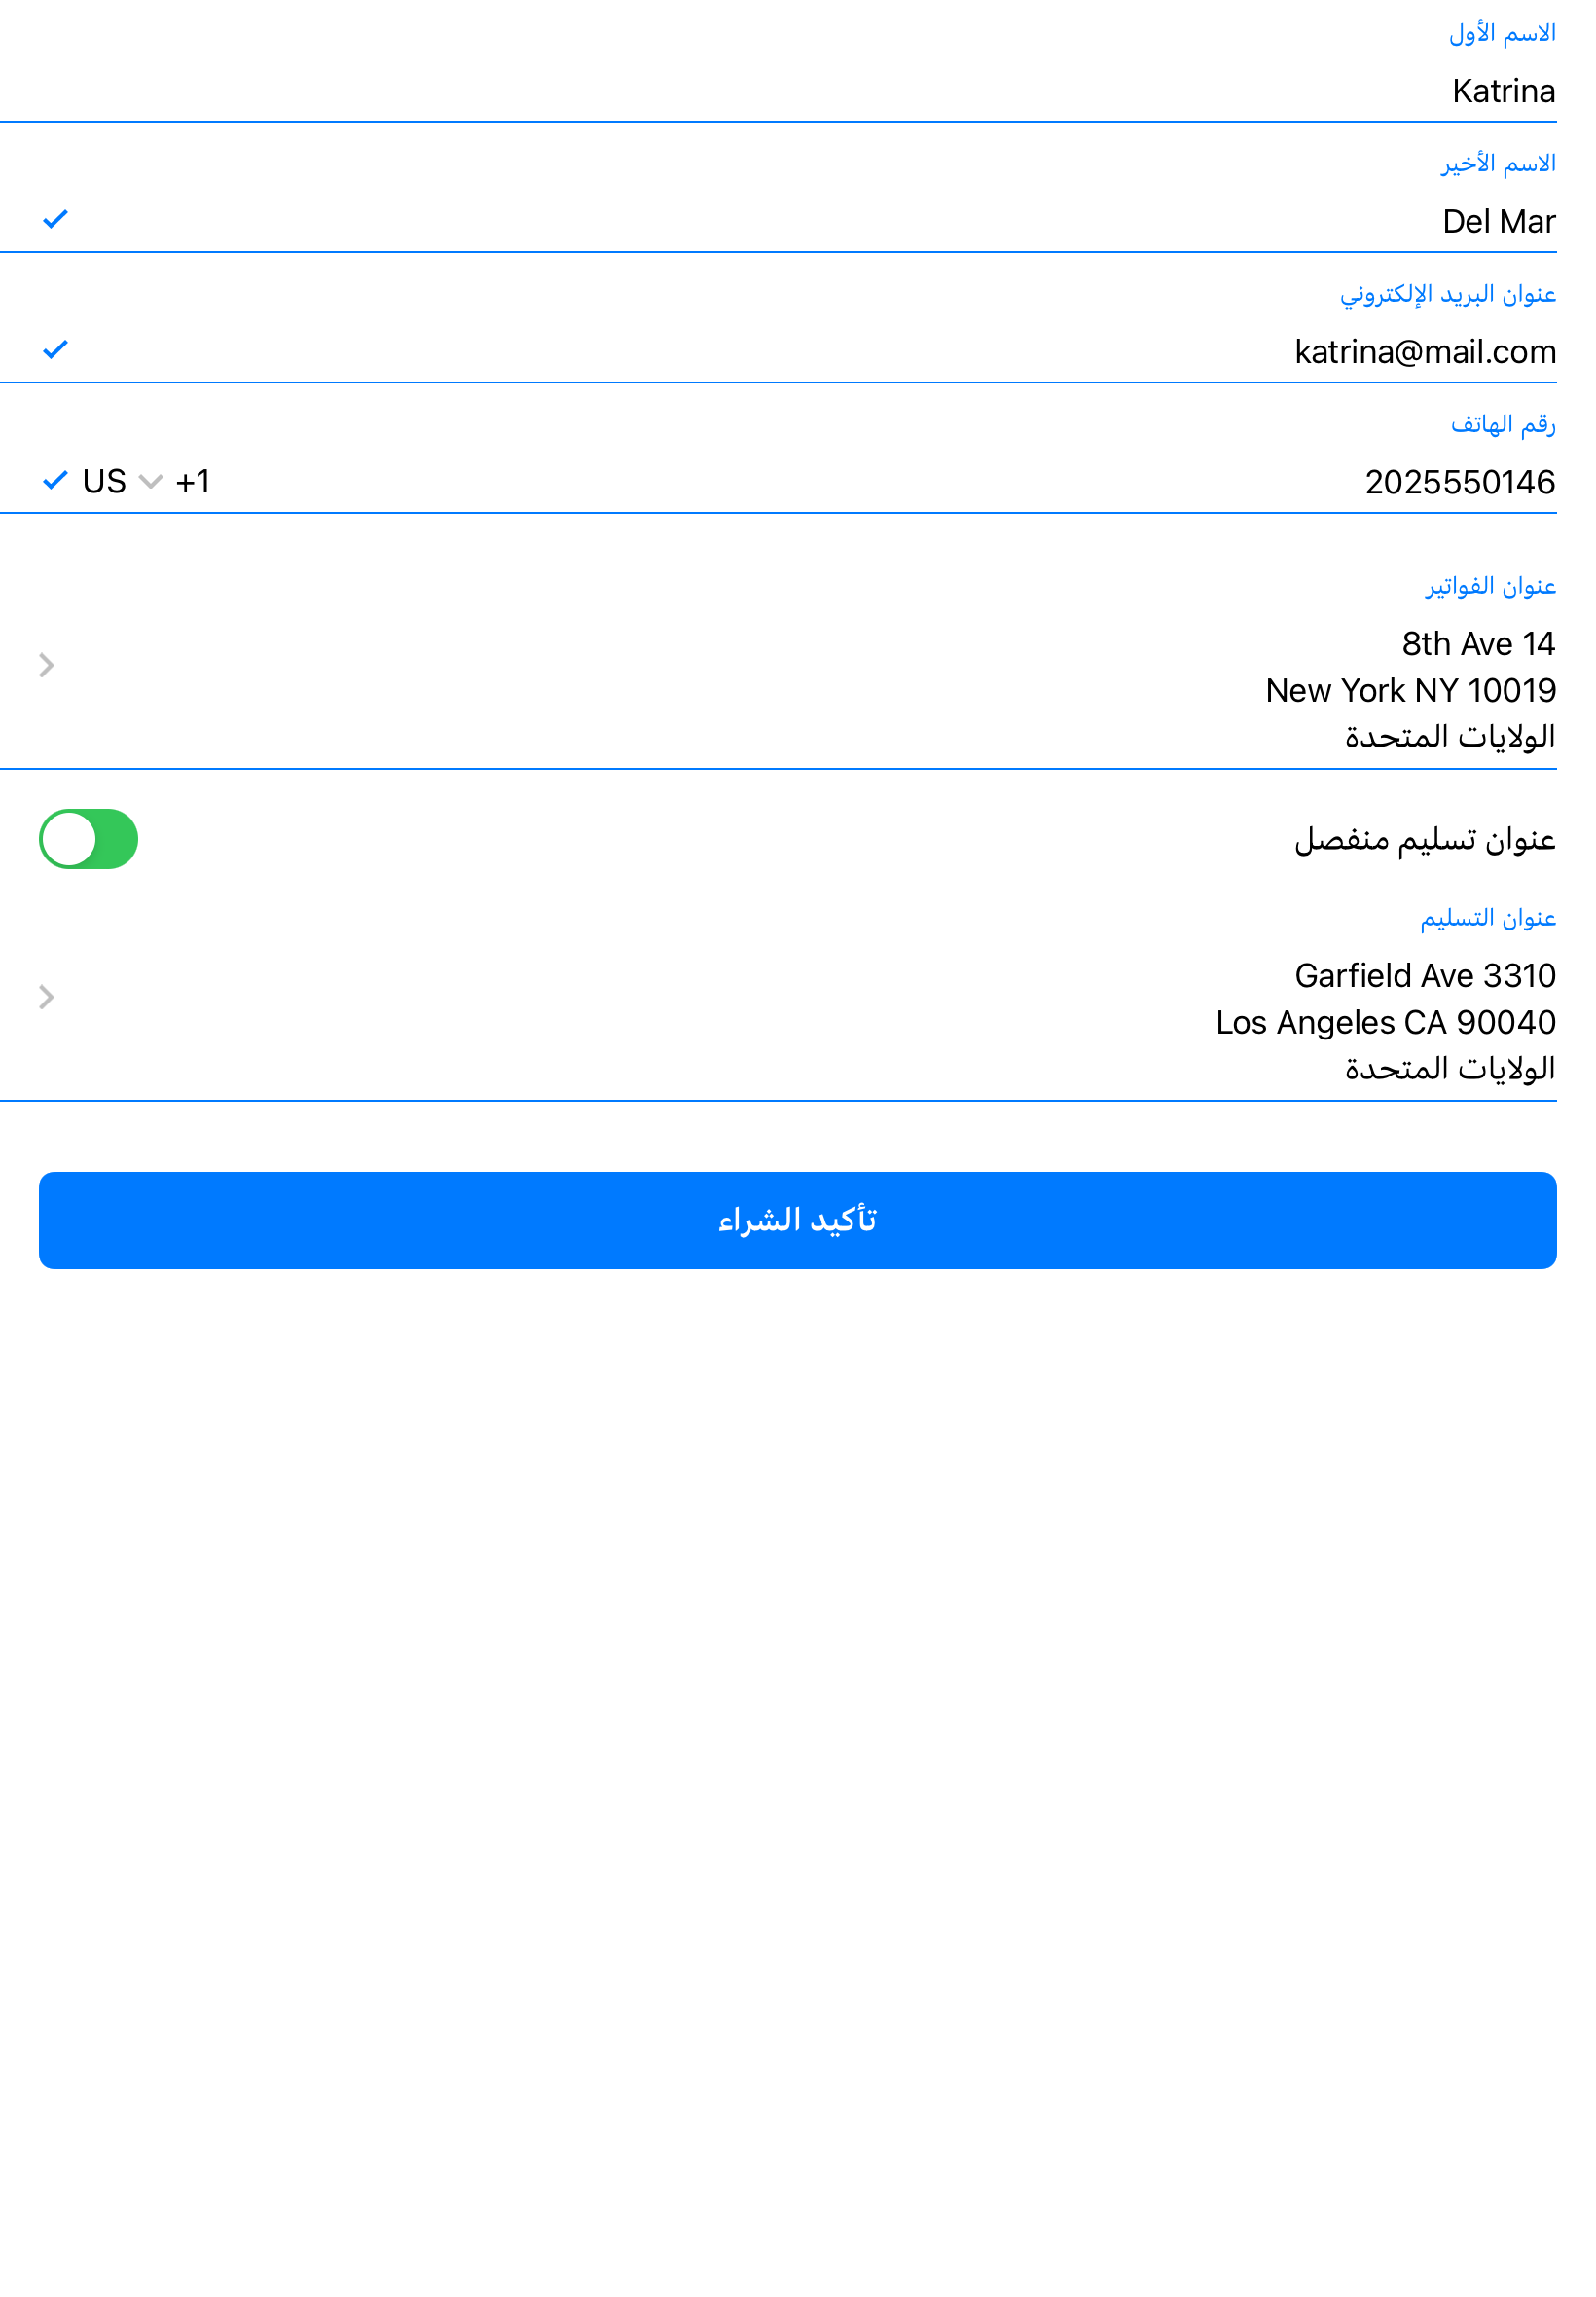 الاسم الأول
Katrina
الاسم الأخير
Del Mar
عنوان البريد الإلكتروني
katrina@mail.com
رقم الهاتف
2025550146
US +1
عنوان الفواتير
8th Ave 14
New York NY 10019
الولايات المتحدة
عنوان تسليم منفصل
عنوان التسليم
Garfield Ave 3310
Los Angeles CA 90040
الولايات المتحدة
تأكيد الشراء